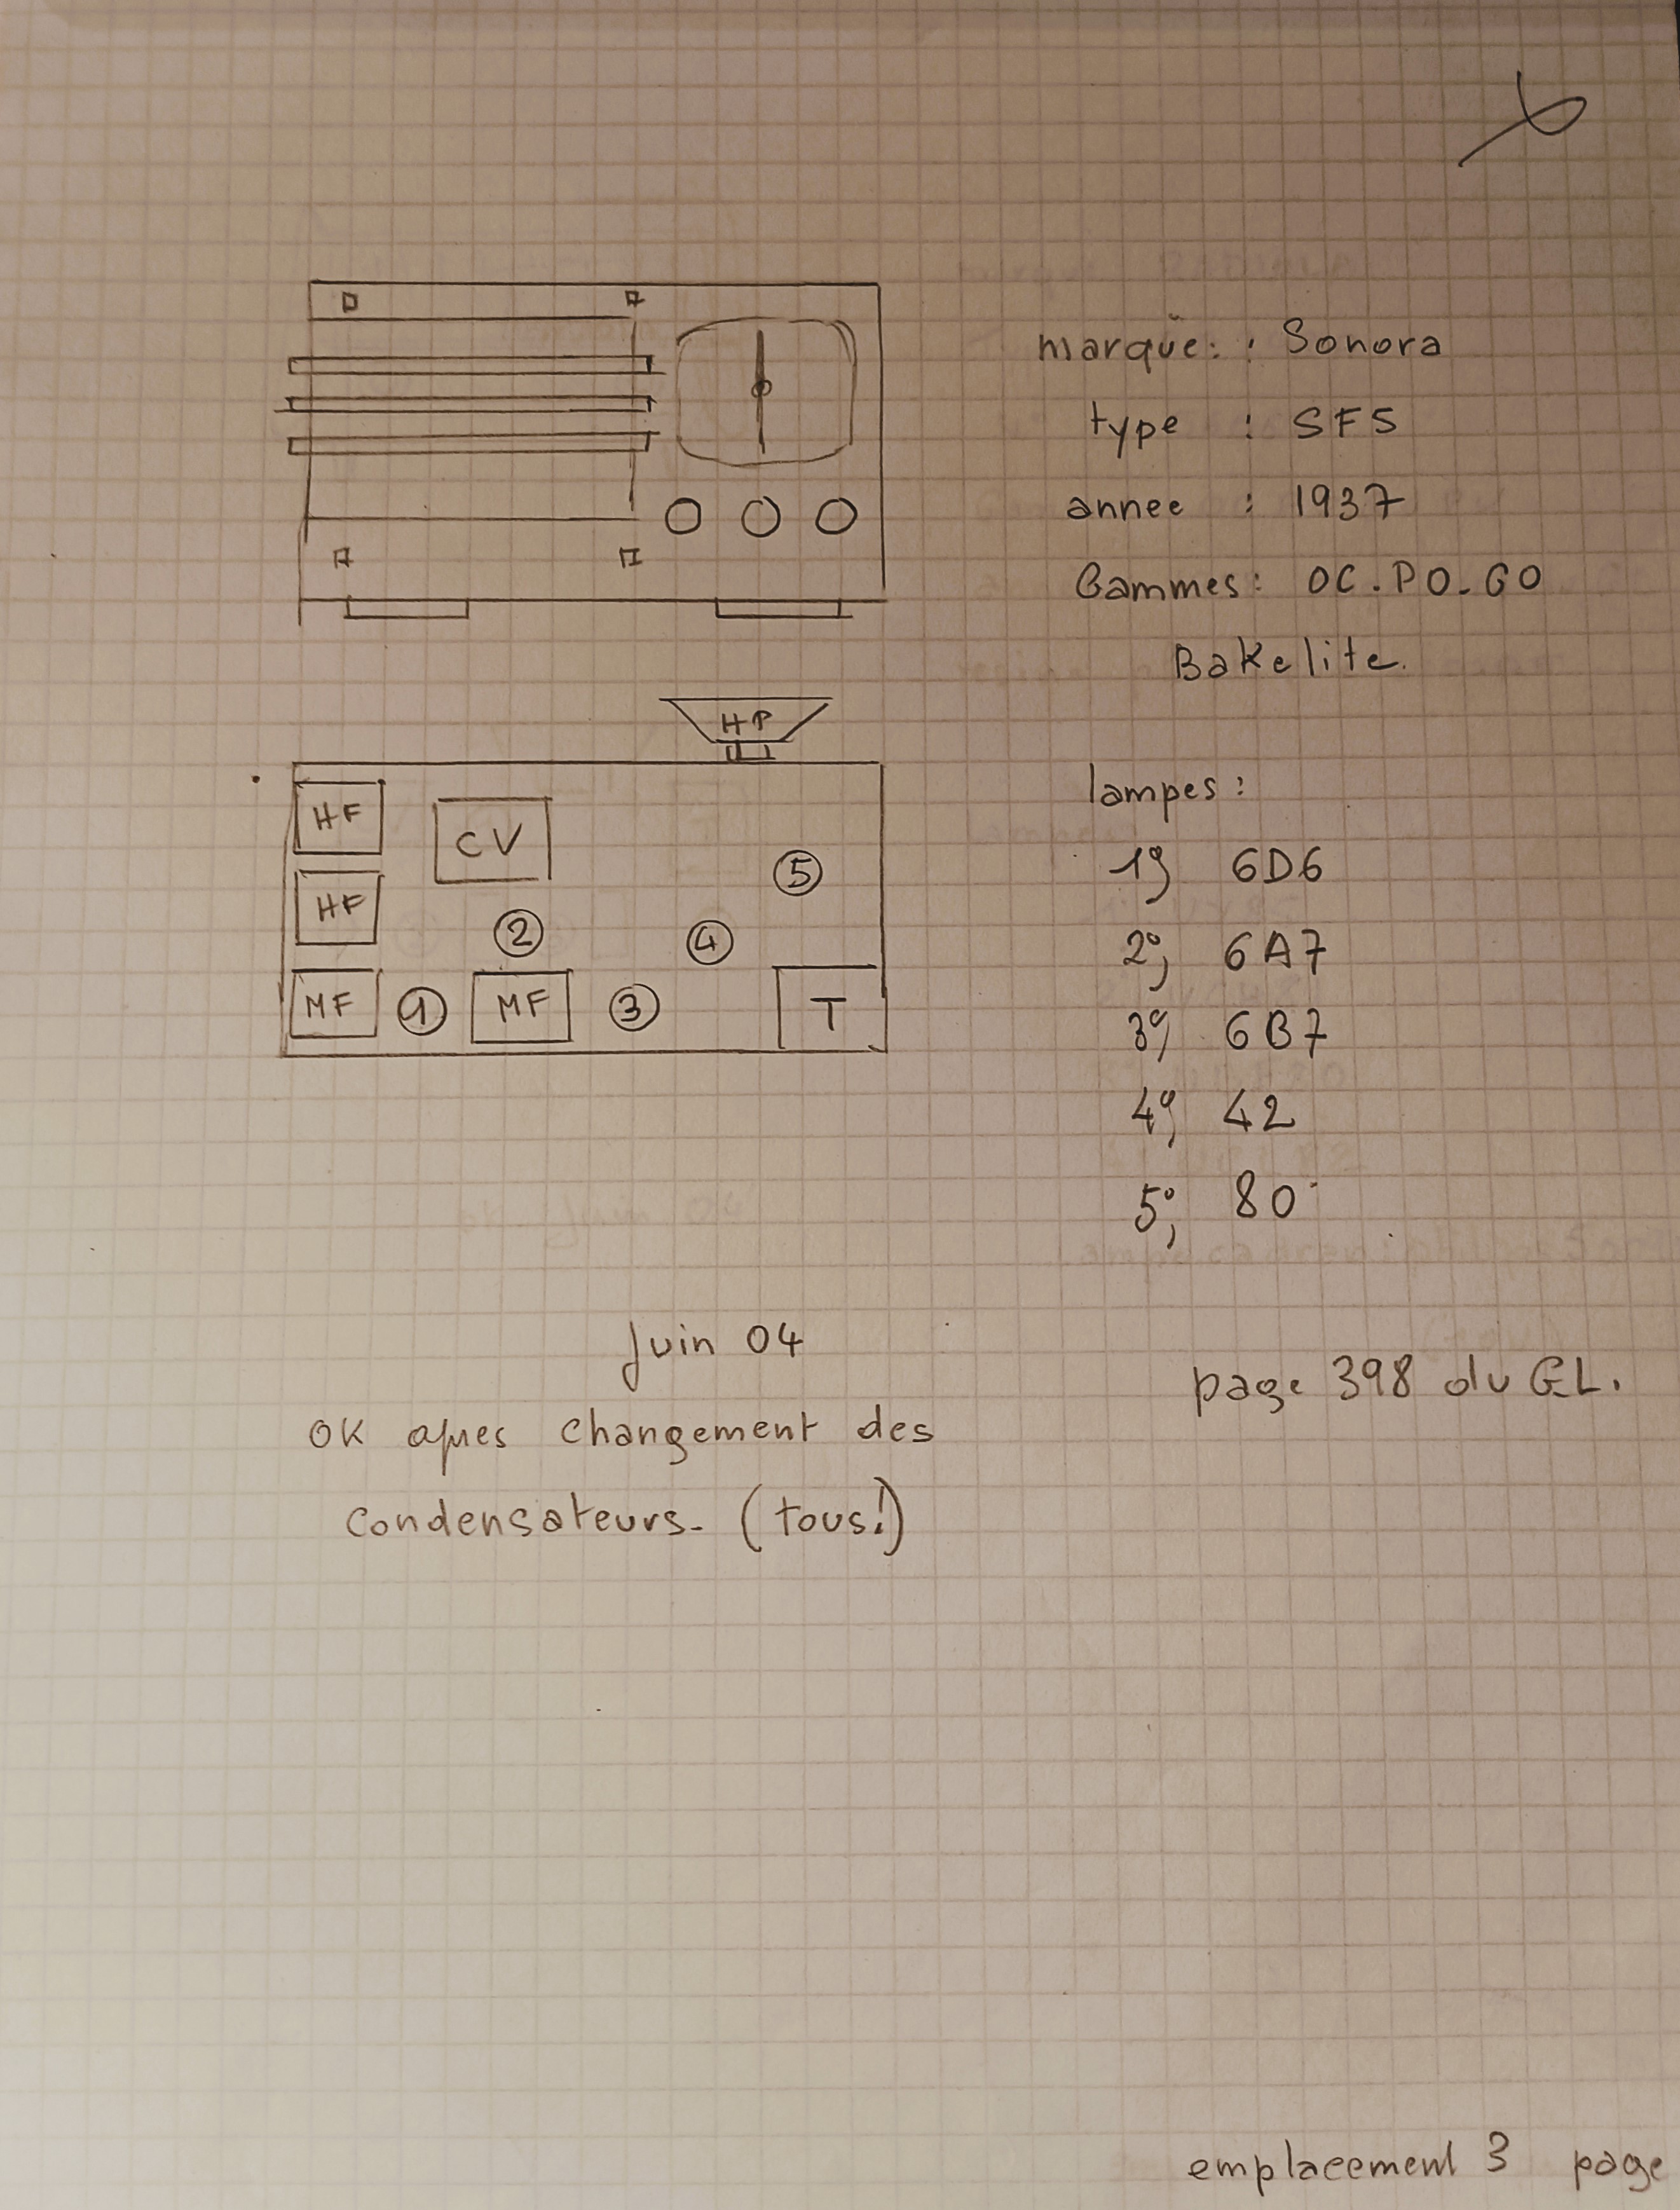 marque : Sonora
type : SF5
annee : 1937
Gammes : OC.PO-GO
Bakelite.
HP
HF
CV
HF
5
2
4
MF 1 MF 3 T
lampes :
1°, 6D6
2°, 6A7
3°, 6B7
4°, 42
5°, 80
Juin 04
OK apres changement des
condensateurs. (tous!)
page 398 du GL.
emplacement 3 page